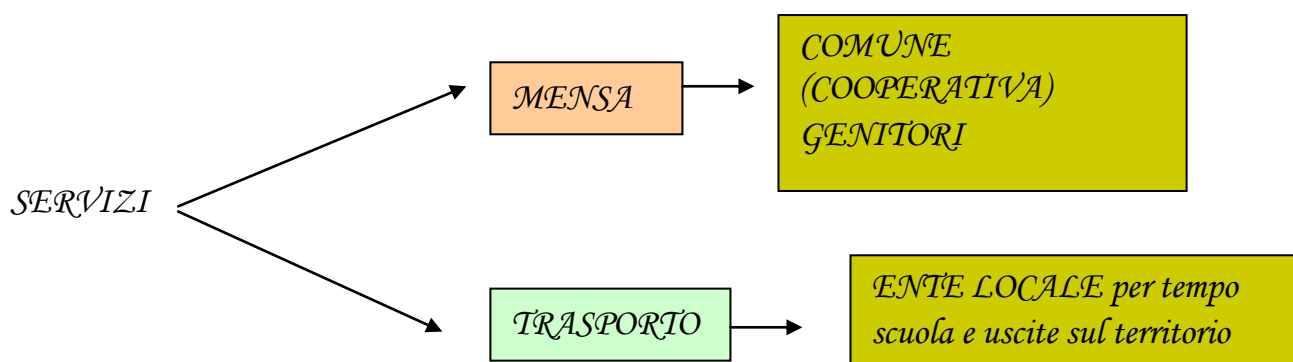 SERVIZI
MENSA
COMUNE
(COOPERATIVA)
GENITORI
TRASPORTO
ENTE LOCALE per tempo
scuola e uscite sul territorio